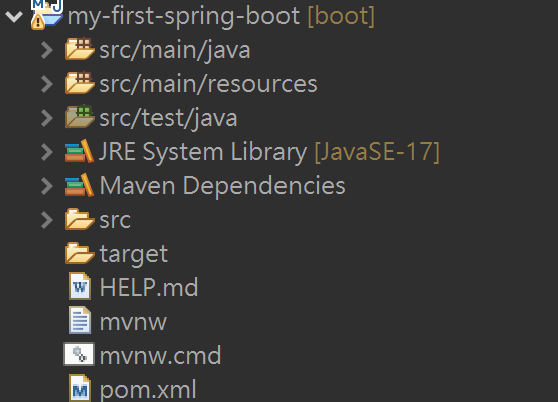 my-first-spring-boot [boot]
src/main/java
src/main/resources
src/test/java
JRE System Library [JavaSE-17]
Maven Dependencies
src
target
HELP.md
mvnw
mvnw.cmd
pom.xml